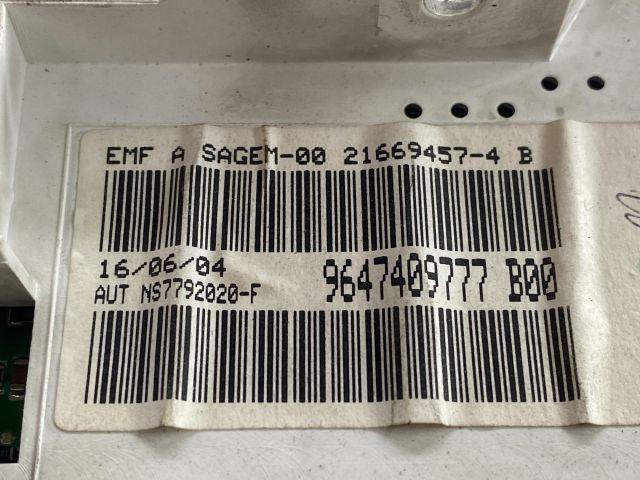 EMF A SAGEM-00 21669457-4 B
16/06/04
AUT NS7792020-F
9647409777 B00